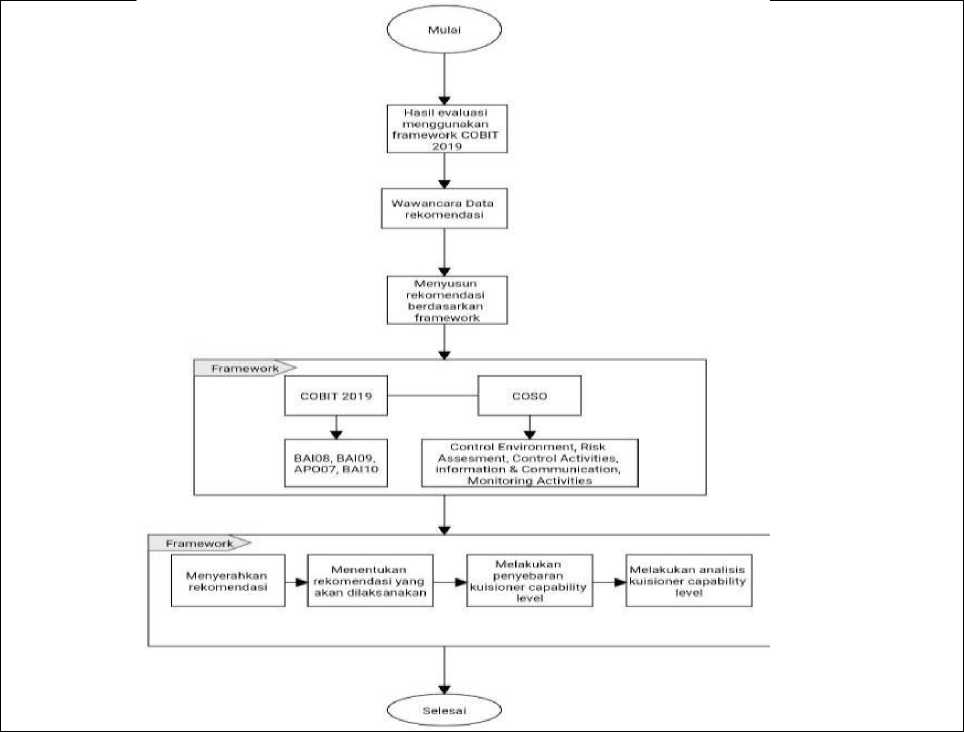 Mulai
Hasil evaluasi
menggunakan
framework COBIT
2019
Wawancara Data
rekomendasi
Menyusun
rekomendasi
berdasarkan
framework
Framework
COBIT 2019
COSO
BAI08, BAI09,
APO07, BAI10
Control Environment, Risk
Assesment, Control Activities,
information & Communication,
Monitoring Activities
Framework
Menyerahkan
rekomendasi
Menentukan
rekomendasi yang
akan dilaksanakan
Melakukan
penyebaran
kuisioner capability
level
Melakukan analisis
kuisioner capability
level
Selesai